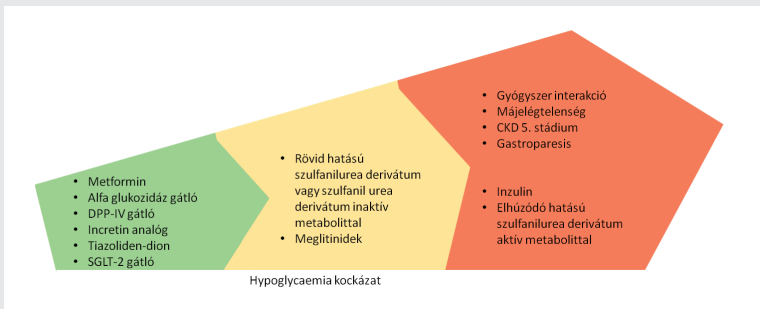 • Metformin
• Alfa glukozidáz gátló
• DPP-IV gátló
• Incretin analóg
• Tiazoliden-dion
• SGLT-2 gátló
• Rövid hatású
szulfanilurea derivátum
vagy szulfanil urea
derivátum inaktív
metabolittal
• Meglitinidek
• Gyógyszer interakció
• Májelégtelenség
• CKD 5. stádium
• Gastroparesis
• Inzulin
• Elhúzódó hatású
szulfanilurea derivátum
aktív metabolittal
Hypoglycaemia kockázat